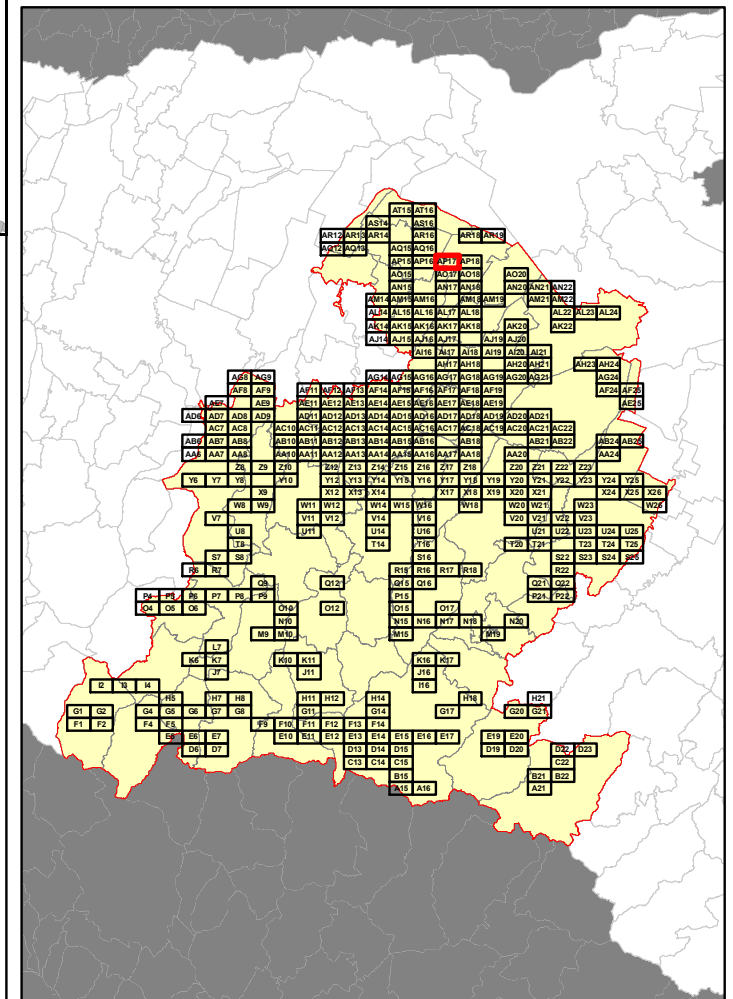 AT15 AT16
AS14 AS16
AR12 AR13 AR14 AR16 AR18 AR19
AQ12 AQ13 AQ15 AQ16
AP15 AP16 AP17 AP18
AO15 AO17 AO18 AO20
AN15 AN17 AN18 AN20 AN21 AN22
AM14 AM15 AM16 AM18 AM19 AM21 AM22
AL14 AL15 AL16 AL17 AL18 AL22 AL23 AL24
AK14 AK15 AK16 AK17 AK18 AK20 AK22
AJ14 AJ15 AJ16 AJ17 AJ19 AJ20
AI16 AI17 AI18 AI19 AI20 AI21
AH17 AH18 AH20 AH21 AH23 AH24
AG8 AG9 AG14 AG15 AG16 AG17 AG18 AG19 AG20 AG21 AG24
AF8 AF9 AF11 AF12 AF13 AF14 AF15 AF16 AF17 AF18 AF19 AF24 AF25
AE7 AE9 AE11 AE12 AE13 AE14 AE15 AE16 AE17 AE18 AE19 AE25
AD6 AD7 AD8 AD9 AD11 AD12 AD13 AD14 AD15 AD16 AD17 AD18 AD19 AD20 AD21
AC7 AC8 AC10 AC11 AC12 AC13 AC14 AC15 AC16 AC17 AC18 AC19 AC20 AC21 AC22
AB6 AB7 AB8 AB10 AB11 AB12 AB13 AB14 AB15 AB16 AB18 AB21 AB22 AB24 AB25
AA6 AA7 AA8 AA10 AA11 AA12 AA13 AA14 AA15 AA16 AA17 AA18 AA20 AA24
Z8 Z9 Z10 Z12 Z13 Z14 Z15 Z16 Z17 Z18 Z20 Z21 Z22 Z23
Y6 Y7 Y8 Y10 Y12 Y13 Y14 Y15 Y16 Y17 Y18 Y19 Y20 Y21 Y22 Y23 Y24 Y25
X9 X12 X13 X14 X17 X18 X19 X20 X21 X24 X25 X26
W8 W9 W11 W12 W14 W15 W16 W18 W20 W21 W23 W26
V7 V11 V12 V14 V16 V20 V21 V22 V23
U8 U11 U14 U16 U21 U22 U23 U24 U25
T8 T14 T16 T20 T21 T23 T24 T25
S7 S8 S16 S22 S23 S24 S25
R6 R7 R15 R16 R17 R18 R22
Q9 Q12 Q15 Q16 Q21 Q22
P4 P5 P6 P7 P8 P9 P15 P21 P22
O4 O5 O6 O10 O12 O15 O17
N10 N15 N16 N17 N18 N20
M9 M10 M15 M19
L7
K6 K7 K10 K11 K16 K17
J7 J11 J16
I2 I3 I4 I16
H5 H7 H8 H11 H12 H14 H18 H21
G1 G2 G4 G5 G6 G7 G8 G11 G14 G17 G20 G21
F1 F2 F4 F5 F9 F10 F11 F12 F13 F14
E5 E6 E7 E10 E11 E12 E13 E14 E15 E16 E17 E19 E20
D6 D7 D13 D14 D15 D19 D20 D22 D23
C13 C14 C15 C22
B15 B21 B22
A15 A16 A21